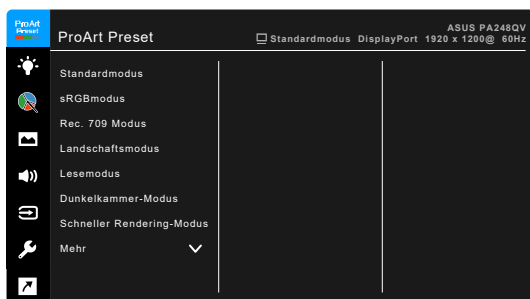 ProArt
Preset
ProArt Preset
ASUS PA248QV
Standardmodus DisplayPort 1920 x 1200@ 60Hz
Standardmodus
sRGBmodus
Rec. 709 Modus
Landschaftsmodus
Lesemodus
Dunkelkammer-Modus
Schneller Rendering-Modus
Mehr